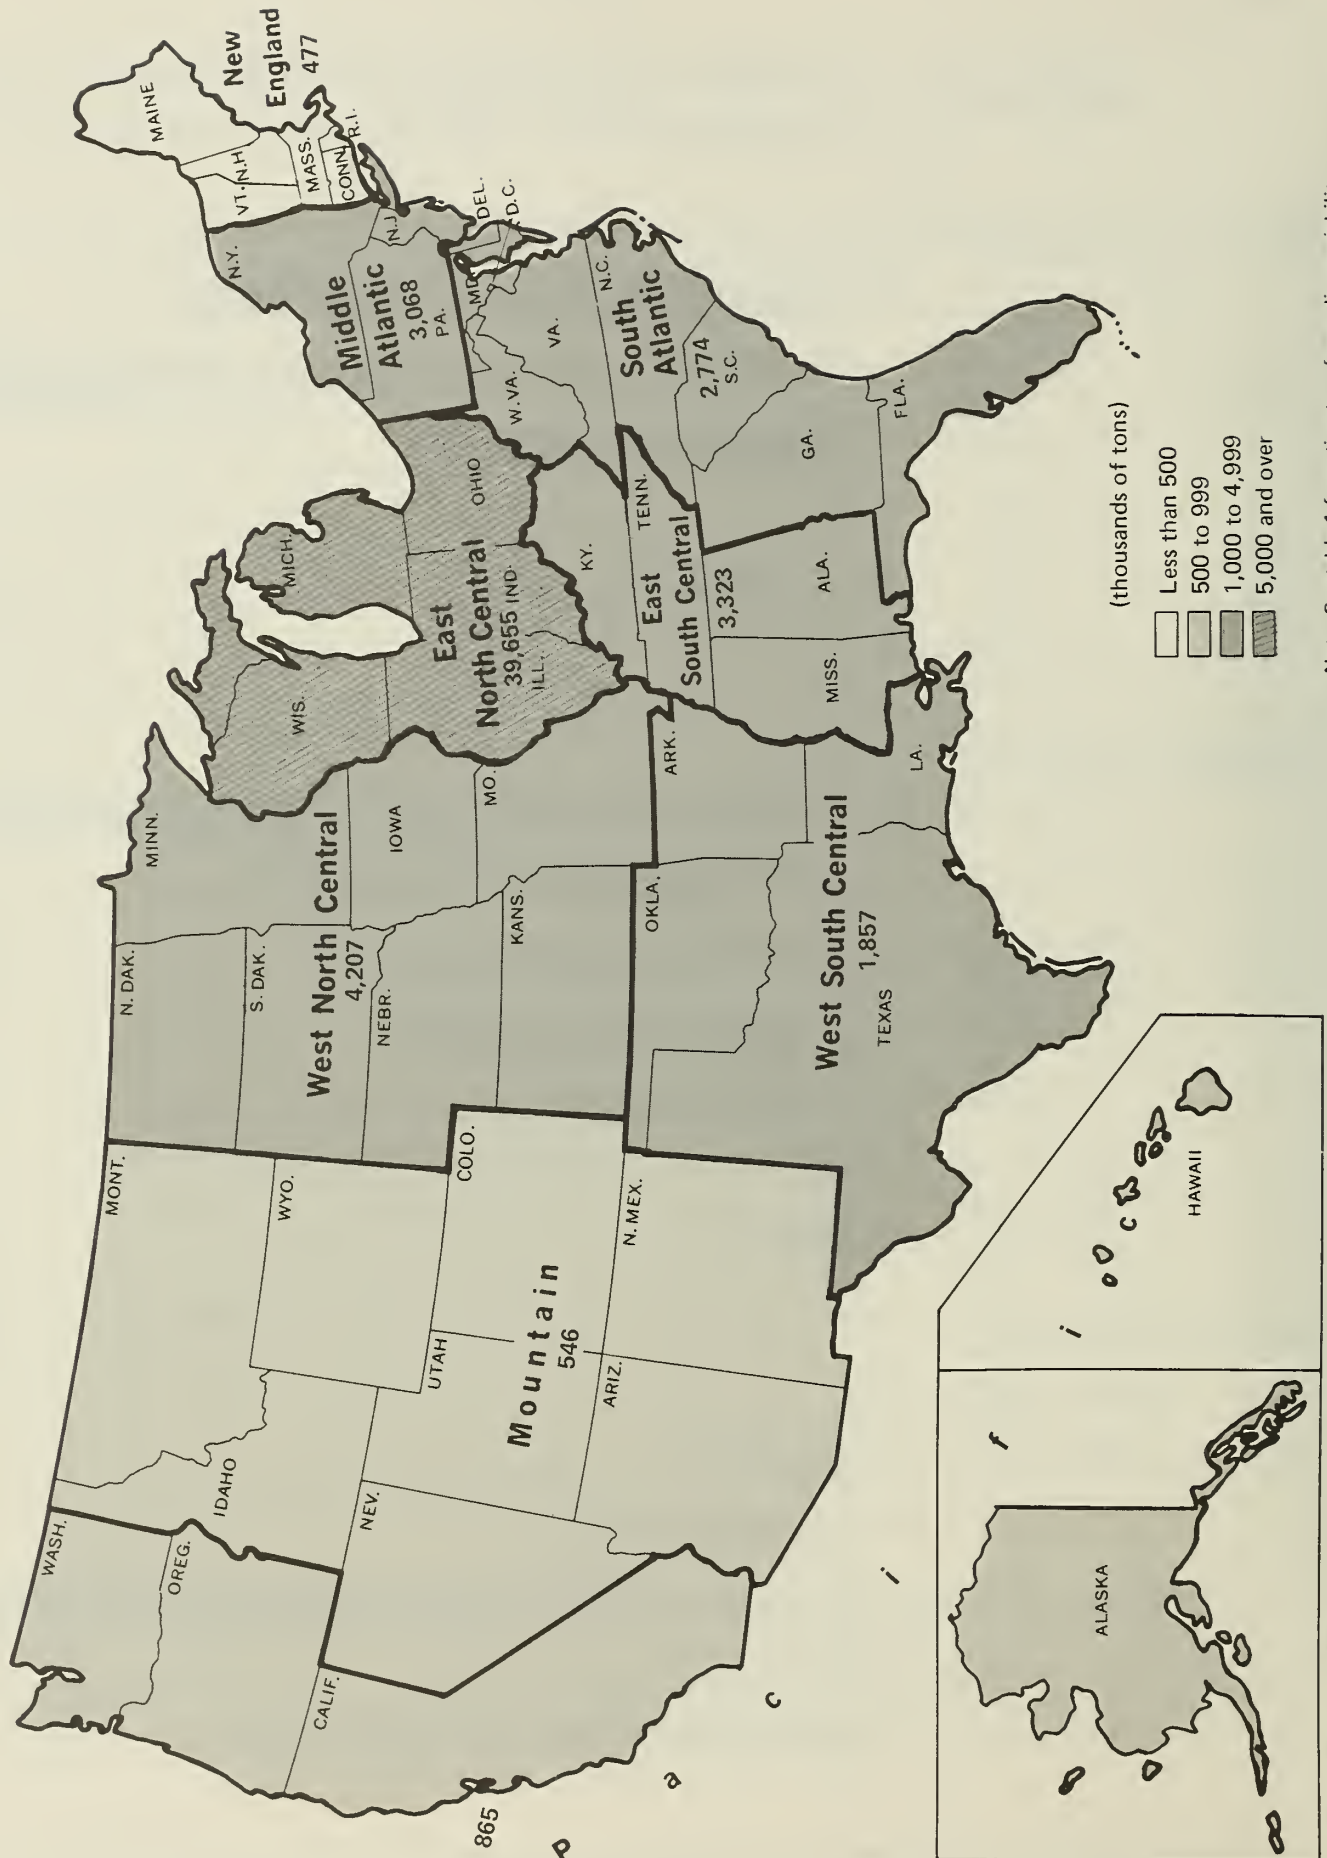 WASH.
OREG.
CALIF.
865
P
a
c
i
f
i
c
MONT.
IDAHO
WYO.
NEV.
UTAH
COLO.
ARIZ.
N. MEX.
Mountain
546
N. DAK.
S. DAK.
MINN.
NEBR.
IOWA
KANS.
MO.
West North Central
4,207
OKLA.
ARK.
TEXAS
LA.
West South Central
1,857
WIS.
MICH.
ILL.
IND.
OHIO
East
North Central
39,655
KY.
TENN.
MISS.
ALA.
East
South Central
3,323
N.Y.
PA.
N.J.
Middle
Atlantic
3,068
MAINE
VT.
N.H
MASS.
CONN.
R.I.
New
England
477
DEL.
MD.
D.C.
W.VA.
VA.
N.C.
S.C.
GA.
FLA.
South
Atlantic
2,774
ALASKA
HAWAII
(thousands of tons)
Less than 500
500 to 999
1,000 to 4,999
5,000 and over